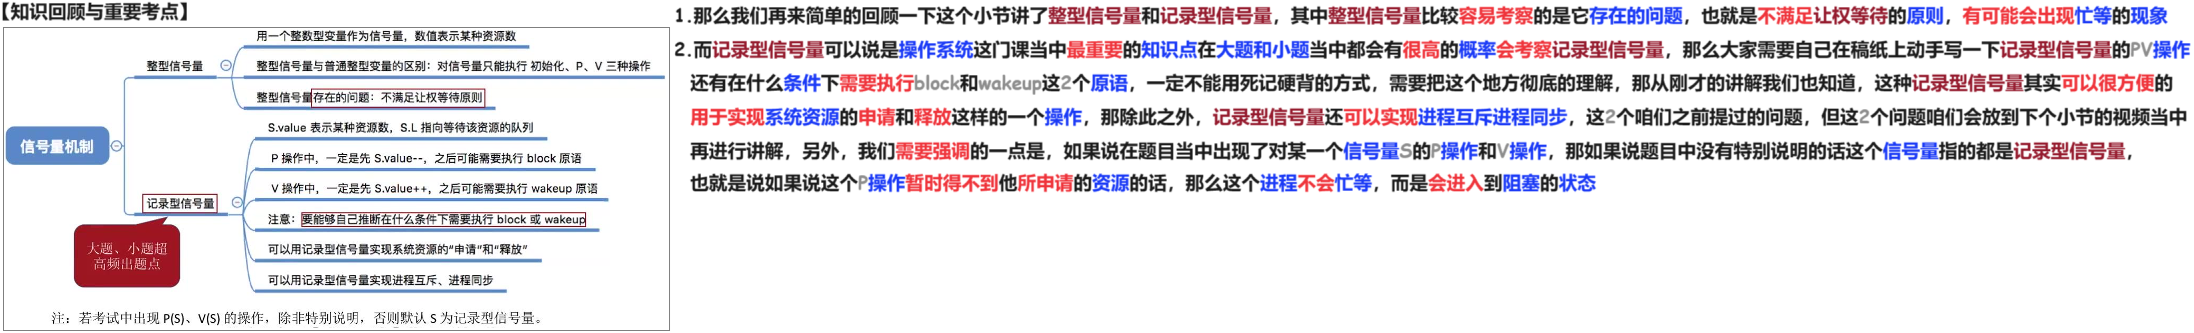 【知识回顾与重要考点】
用一个整数型变量作为信号量，数值表示某种资源数
整型信号量
整型信号量与普通整型变量的区别：对信号量只能执行 初始化、P、V 三种操作
整型信号量存在的问题：不满足让权等待原则
信号量机制
S.value 表示某种资源数，S.L 指向等待该资源的队列
P 操作中，一定是先 S.value--，之后可能需要执行 block 原语
V 操作中，一定是先 S.value++，之后可能需要执行 wakeup 原语
记录型信号量
注意：要能够自己推断在什么条件下需要执行 block 或 wakeup
可以用记录型信号量实现系统资源的“申请”和“释放”
可以用记录型信号量实现进程互斥、进程同步
大题、小题超
高频出题点
注：若考试中出现 P(S)、V(S) 的操作，除非特别说明，否则默认 S 为记录型信号量。
1.那么我们再来简单的回顾一下这个小节讲了整型信号量和记录型信号量，其中整型信号量比较容易考察的是它存在的问题，也就是不满足让权等待的原则，有可能会出现忙等的现象
2.而记录型信号量可以说是操作系统这门课当中最重要的知识点在大题和小题当中都会有很高的概率会考察记录型信号量，那么大家需要自己在稿纸上动手写一下记录型信号量的PV操作
还有在什么条件下需要执行block和wakeup这2个原语，一定不能用死记硬背的方式，需要把这个地方彻底的理解，那从刚才的讲解我们也知道，这种记录型信号量其实可以很方便的
用于实现系统资源的申请和释放这样的一个操作，那除此之外，记录型信号量还可以实现进程互斥进程同步，这2个咱们之前提过的问题，但这2个问题咱们会放到下个小节的视频当中
再进行讲解，另外，我们需要强调的一点是，如果说在题目当中出现了对某一个信号量S的P操作和V操作，那如果说题目中没有特别说明的话这个信号量指的都是记录型信号量，
也就是说如果说这个P操作暂时得不到他所申请的资源的话，那么这个进程不会忙等，而是会进入到阻塞的状态